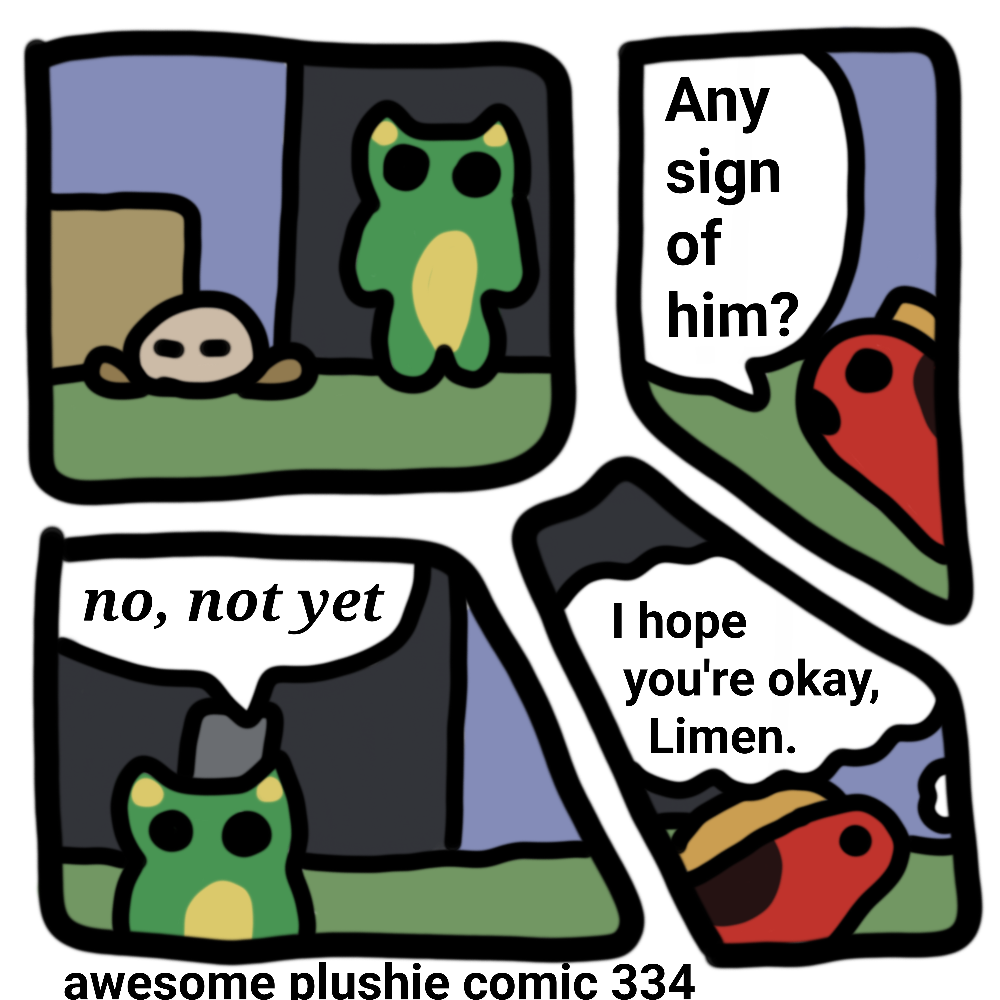 Any
sign
of
him?
no, not yet
I hope
you're okay,
Limen.
awesome plushie comic 334